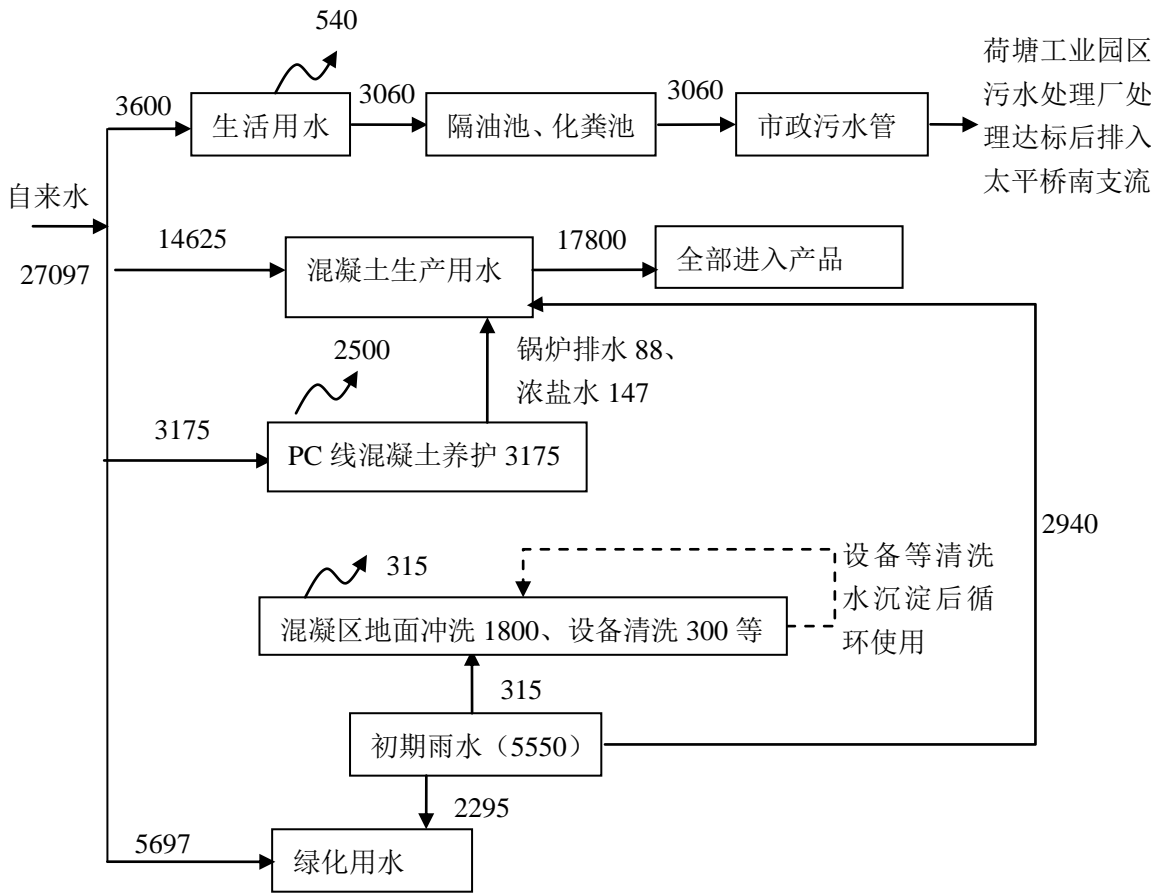 540
荷塘工业园区
污水处理厂处
理达标后排入
太平桥南支流
3600
生活用水
3060
隔油池、化粪池
3060
市政污水管
自来水
27097
14625
混凝土生产用水
17800
全部进入产品
锅炉排水 88、
浓盐水 147
2500
3175
PC 线混凝土养护 3175
2940
设备等清洗
水沉淀后循
环使用
315
混凝区地面冲洗 1800、设备清洗 300 等
315
初期雨水（5550）
2295
5697
绿化用水